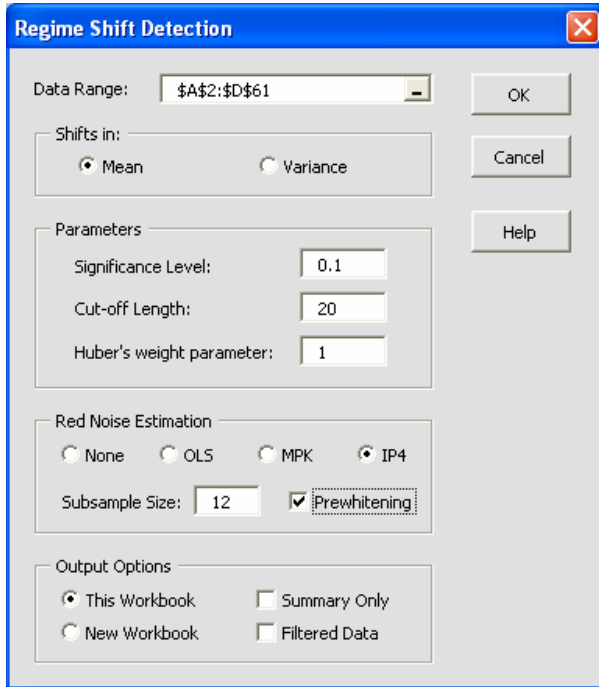 Regime Shift Detection
Data Range: $A$2:$D$61
OK
Shifts in:
Mean Variance
Cancel
Help
Parameters
Significance Level: 0.1
Cut-off Length: 20
Huber's weight parameter: 1
Red Noise Estimation
None OLS MPK IP4
Subsample Size: 12 Prewhitening
Output Options
This Workbook Summary Only
New Workbook Filtered Data